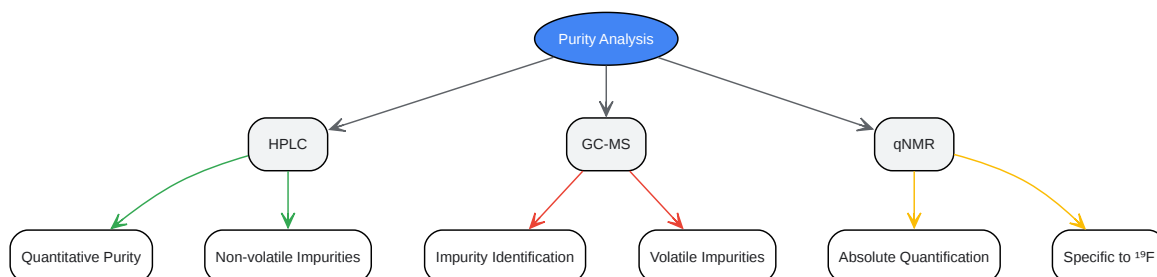 Purity Analysis
HPLC
GC-MS
qNMR
Quantitative Purity
Non-volatile Impurities
Impurity Identification
Volatile Impurities
Absolute Quantification
Specific to ¹⁹F